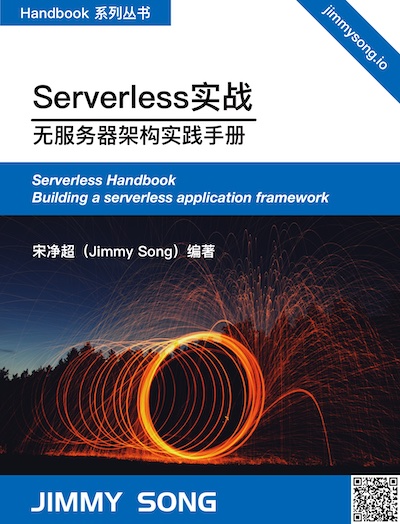 Handbook 系列丛书
jimmysong.io
Serverless实战
无服务器架构实践手册
Serverless Handbook
Building a serverless application framework
宋净超（Jimmy Song）编著
JIMMY SONG